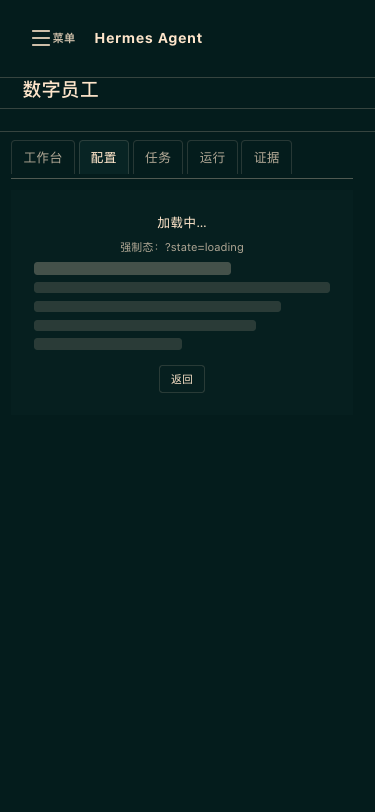 菜单 Hermes Agent
数字员工
工作台 配置 任务 运行 证据
加载中...
强制态：?state=loading
返回